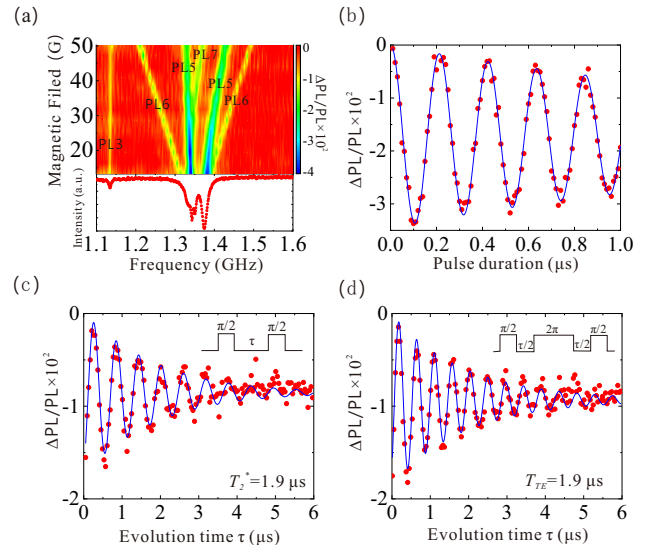 (a)
Magnetic Filed (G)
50
40
30
20
PL7
PL5
PL5
PL6
PL6
PL3
0
-1
-2
-3
-4
ΔPL/PL×10²
Intensity (a.u.)
1.1 1.2 1.3 1.4 1.5 1.6
Frequency (GHz)
(b)
ΔPL/PL×10²
0
-1
-2
-3
0.0 0.2 0.4 0.6 0.8 1.0
Pulse duration (μs)
(c)
ΔPL/PL×10²
0
-1
-2
π/2 π/2
τ
T₂*=1.9 μs
0 1 2 3 4 5 6
Evolution time τ (μs)
(d)
ΔPL/PL×10²
0
-1
-2
π/2 2π π/2
τ/2 τ/2
T_TE=1.9 μs
0 1 2 3 4 5 6
Evolution time τ (μs)